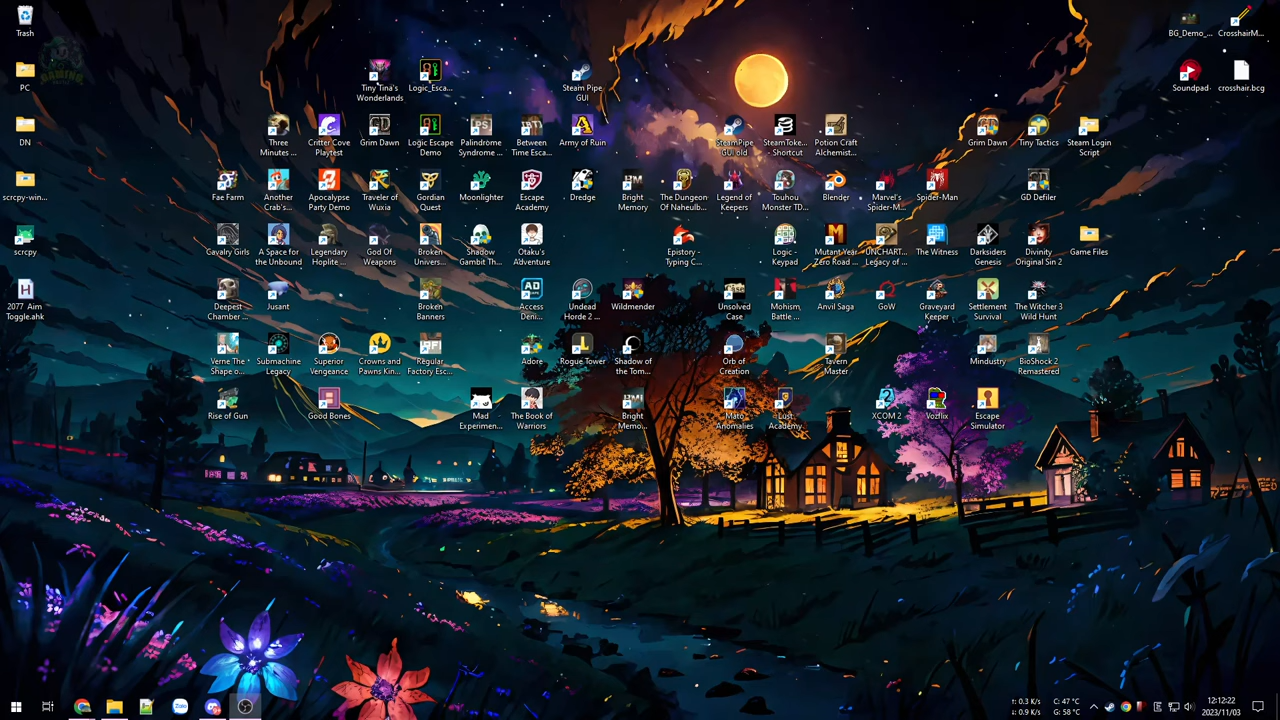 Trash
BG_Demo_...
CrosshairM...
PC
Tiny Tina's
Wonderlands
Logic_Esca...
Steam Pipe
GUI
Soundpad
crosshair.bcg
DN
Three
Minutes ...
Critter Cove
Playtest
Grim Dawn
Logic Escape
Demo
Palindrome
Syndrome ...
Between
Time Esca...
Army of Ruin
SteamPipe
GUI old
SteamToke...
- Shortcut
Potion Craft
Alchemist...
Grim Dawn
Tiny Tactics
Steam Login
Script
scrcpy-win...
Fae Farm
Another
Crab's...
Apocalypse
Party Demo
Traveler of
Wuxia
Gordian
Quest
Moonlighter
Escape
Academy
Dredge
Bright
Memory
The Dungeon
Of Naheulb...
Legend of
Keepers
Touhou
Monster TD...
Blender
Marvel's
Spider-M...
Spider-Man
GD Defiler
scrcpy
Cavalry Girls
A Space for
the Unbound
Legendary
Hoplite ...
God Of
Weapons
Broken
Univers...
Shadow
Gambit Th...
Otaku's
Adventure
Epistory -
Typing C...
Logic -
Keypad
Mutant Year
Zero Road ...
UNCHART...
Legacy of ...
The Witness
Darksiders
Genesis
Divinity
Original Sin 2
Game Files
2077 Aim
Toggle.ahk
Deepest
Chamber ...
Jusant
Broken
Banners
Access
Deni...
Undead
Horde 2 ...
Wildmender
Unsolved
Case
Mohism
Battle ...
Anvil Saga
GoW
Graveyard
Keeper
Settlement
Survival
The Witcher 3
Wild Hunt
Verne The
Shape o...
Submachine
Legacy
Superior
Vengeance
Crowns and
Pawns Kin...
Regular
Factory Esc...
Adore
Rogue Tower
Shadow of
the Tom...
Orb of
Creation
Tavern
Master
Mindustry
BioShock 2
Remastered
Rise of Gun
Good Bones
Mad
Experimen...
The Book of
Warriors
Bright
Memo...
Mato
Anomalies
Lust
Academy
XCOM 2
Vozflix
Escape
Simulator
Zalo
↑: 0.3 K/s
↓: 0.9 K/s
C: 47 °C
G: 58 °C
12:12:22
2023/11/03